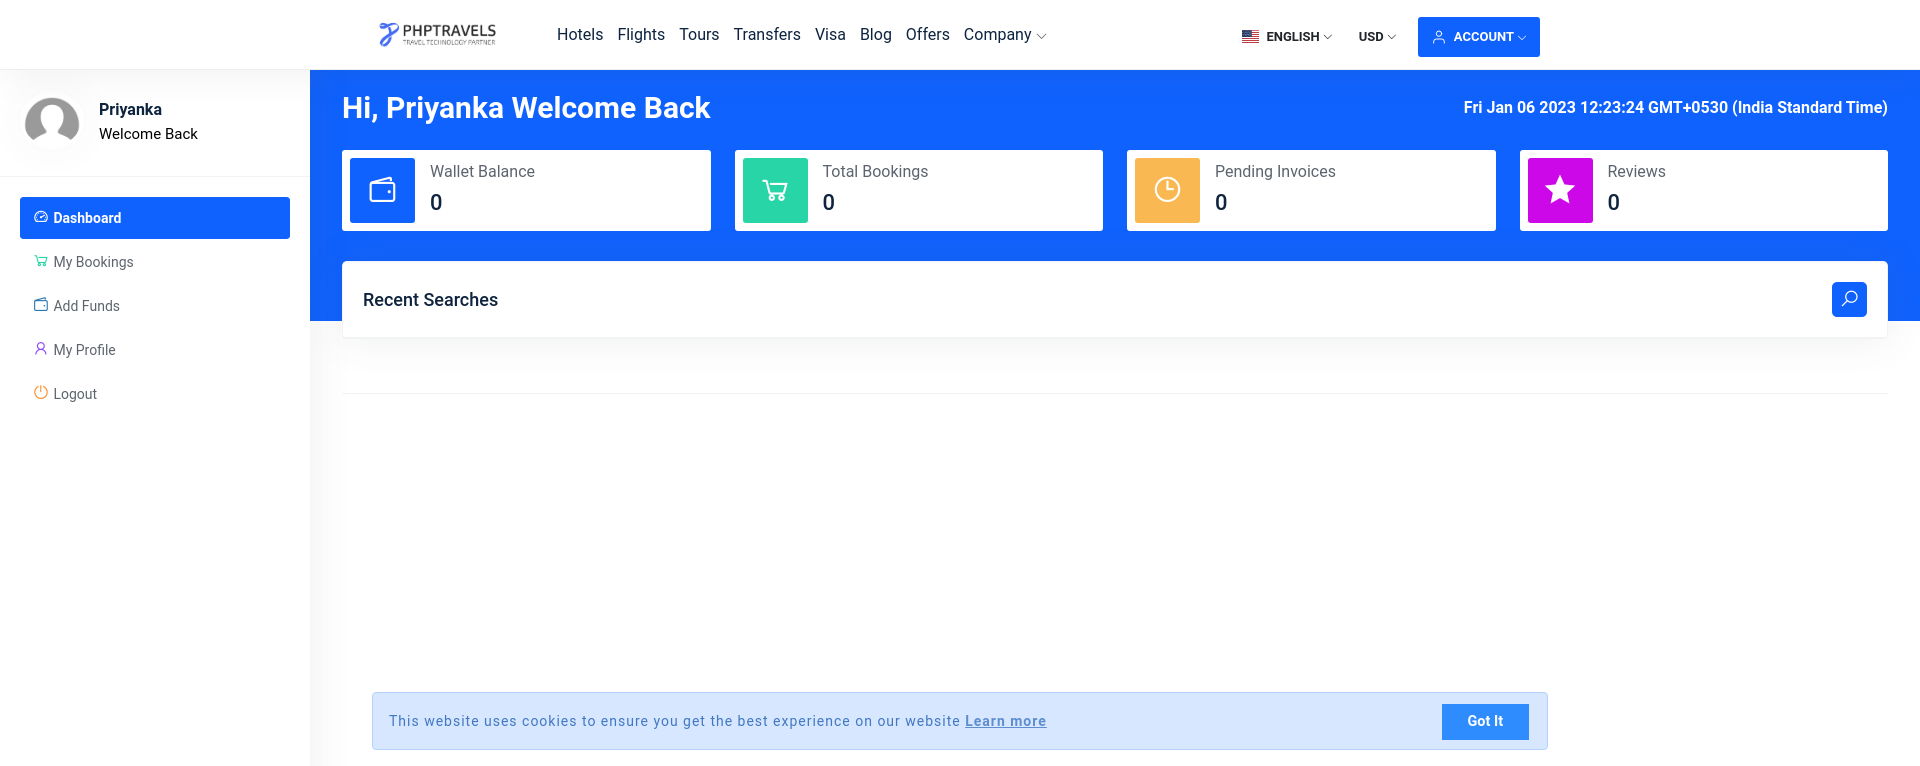 PHPTRAVELS
TRAVEL TECHNOLOGY PARTNER
Hotels Flights Tours Transfers Visa Blog Offers Company
ENGLISH USD ACCOUNT
Priyanka
Welcome Back
Dashboard
My Bookings
Add Funds
My Profile
Logout
Hi, Priyanka Welcome Back
Fri Jan 06 2023 12:23:24 GMT+0530 (India Standard Time)
Wallet Balance
0
Total Bookings
0
Pending Invoices
0
Reviews
0
Recent Searches
This website uses cookies to ensure you get the best experience on our website Learn more
Got It